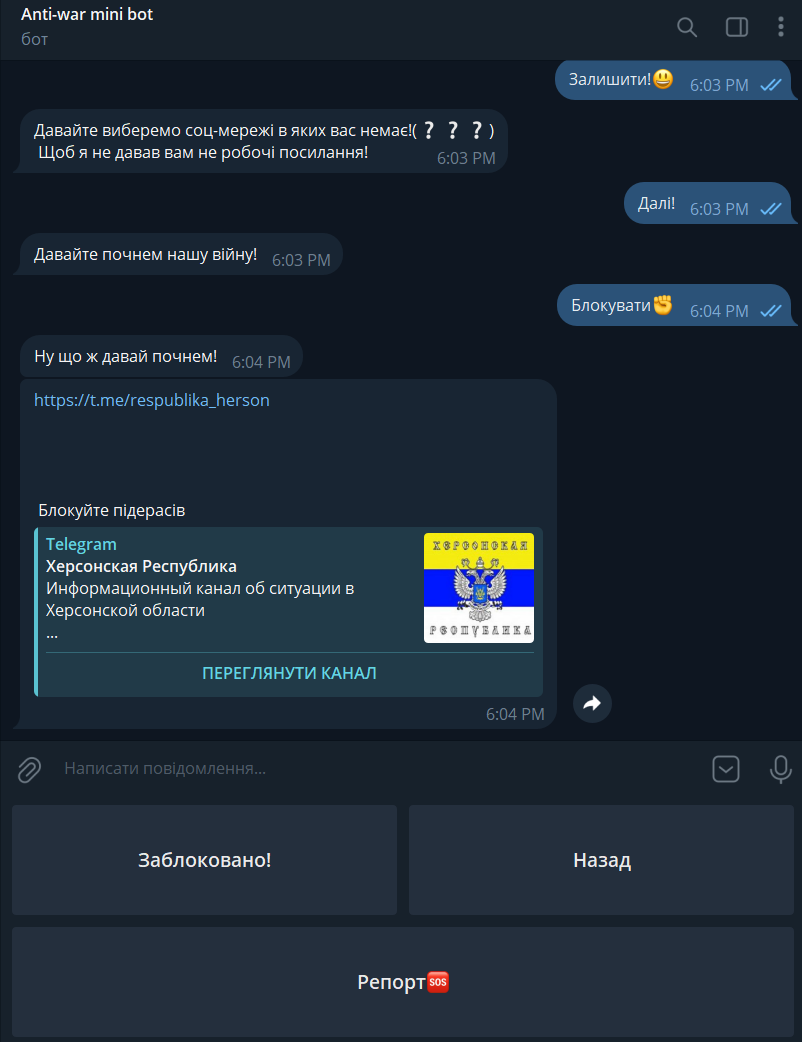 Anti-war mini bot
бот
Залишити!😃 6:03 PM
Давайте виберемо соц-мережі в яких вас немає!(❔ ❔ ❔)
Щоб я не давав вам не робочі посилання!
6:03 PM
Далі! 6:03 PM
Давайте почнем нашу війну! 6:03 PM
Блокувати✊ 6:04 PM
Ну що ж давай почнем! 6:04 PM
https://t.me/respublika_herson
Блокуйте підерасів
Telegram
Херсонская Республика
Информационный канал об ситуации в
Херсонской области
...
ХЕРСОНСКАЯ
РЕСПУБЛИКА
ПЕРЕГЛЯНУТИ КАНАЛ
6:04 PM
Написати повідомлення...
Заблоковано!
Назад
Репорт🆘